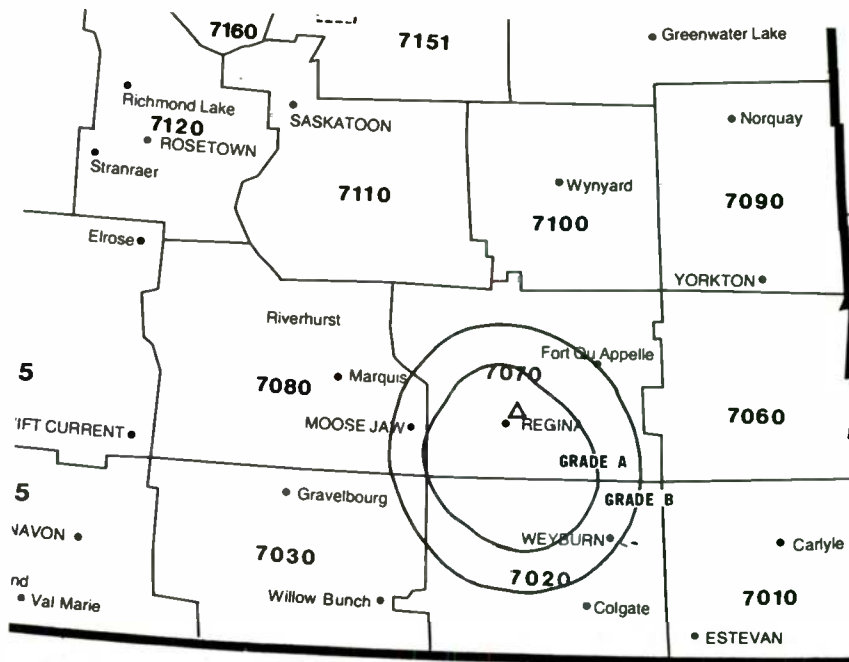 7160
7151
Greenwater Lake
Richmond Lake
7120
SASKATOON
Norquay
ROSETOWN
Stranraer
Wynyard
7110
7090
7100
Elrose
YORKTON
Riverhurst
Fort Qu Appelle
5
7080
Marquis
7070
7060
IFT CURRENT
MOOSE JAW
REGINA
GRADE A
5
Gravelbourg
GRADE B
NAVON
WEYBURN
Carlyle
7030
7020
nd
Val Marie
Willow Bunch
Colgate
7010
ESTEVAN